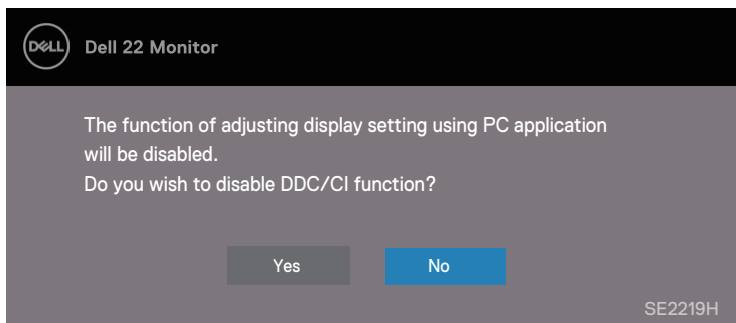 DELL
Dell 22 Monitor
The function of adjusting display setting using PC application
will be disabled.
Do you wish to disable DDC/CI function?
Yes
No
SE2219H